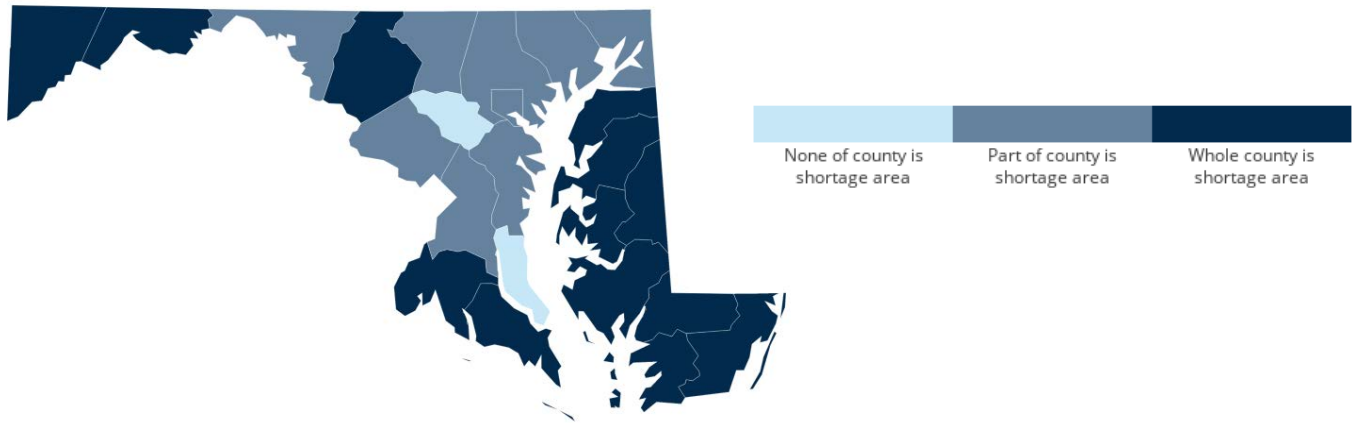 None of county is
shortage area
Part of county is
shortage area
Whole county is
shortage area